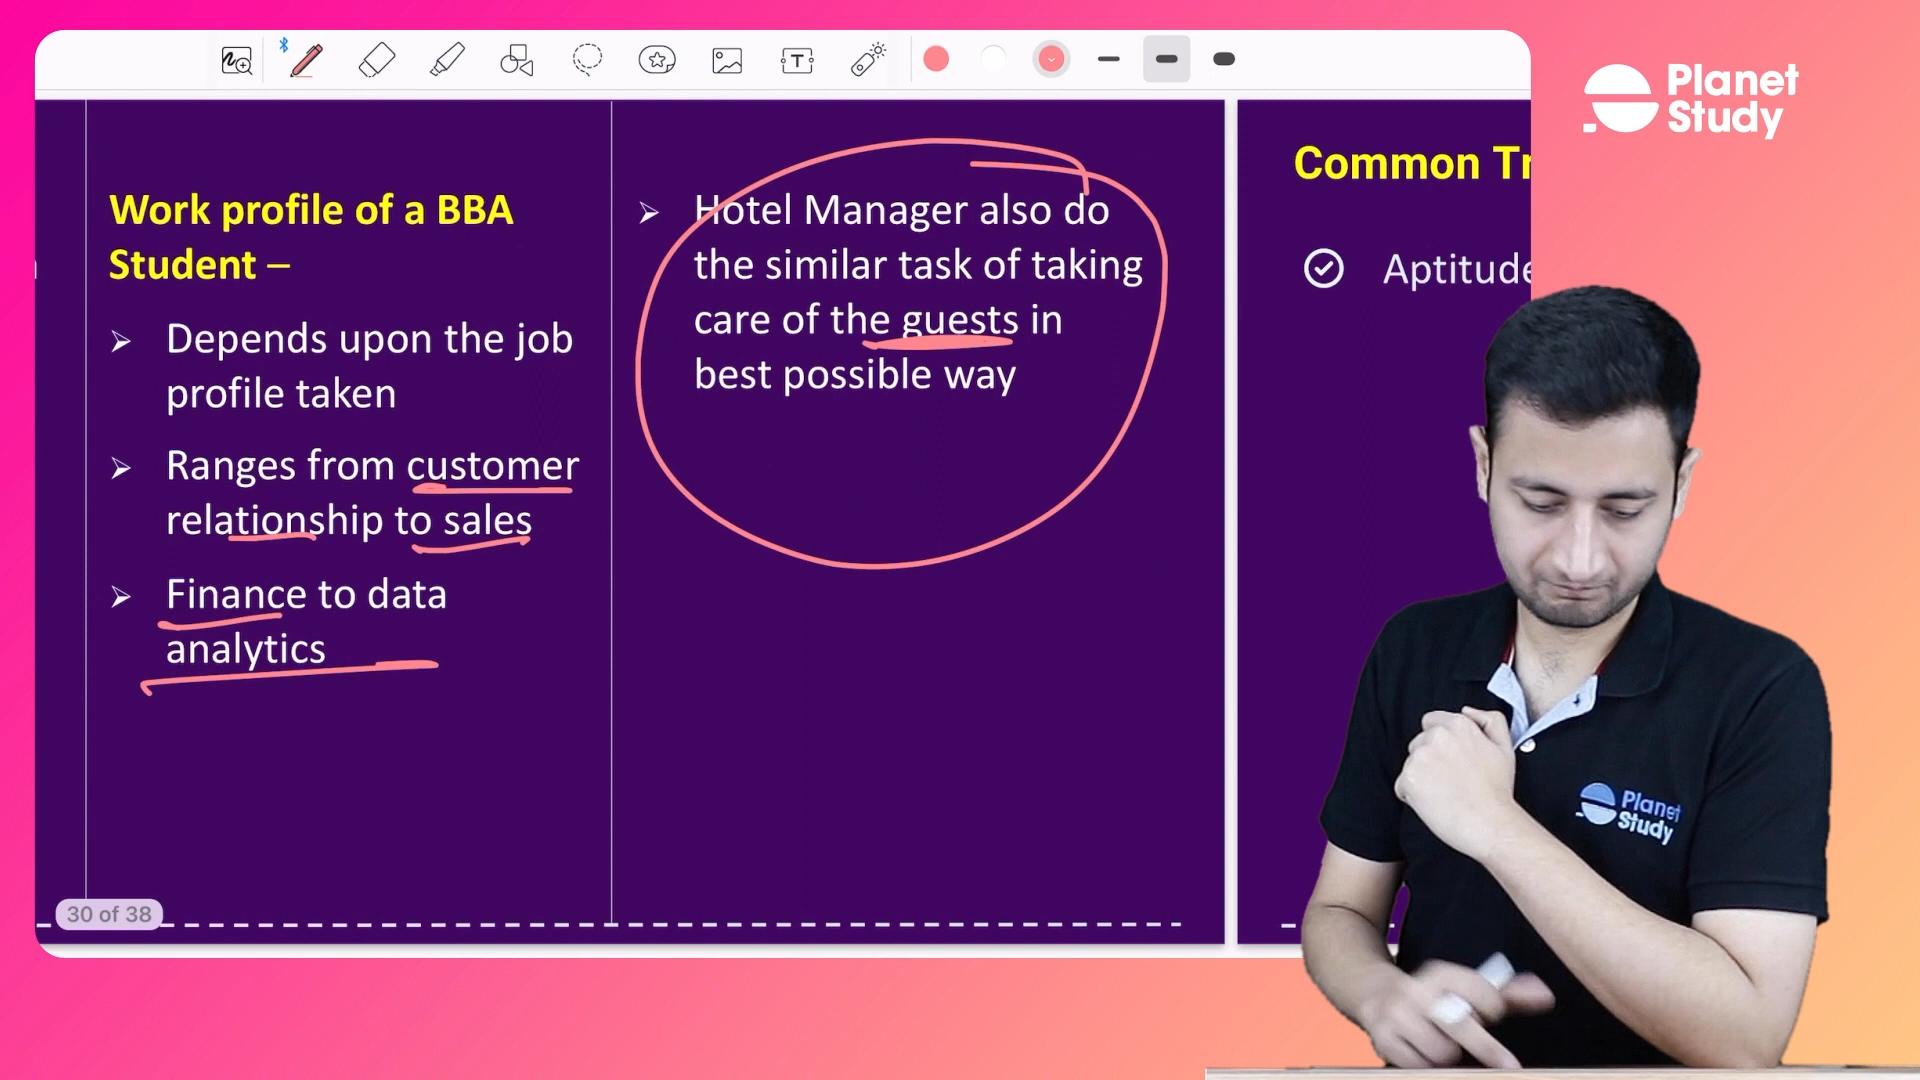 Planet
Study
Work profile of a BBA
Student –
Depends upon the job
profile taken
Ranges from customer
relationship to sales
Finance to data
analytics
Hotel Manager also do
the similar task of taking
care of the guests in
best possible way
Common Tr
Aptitude
T
30 of 38
Planet
Study